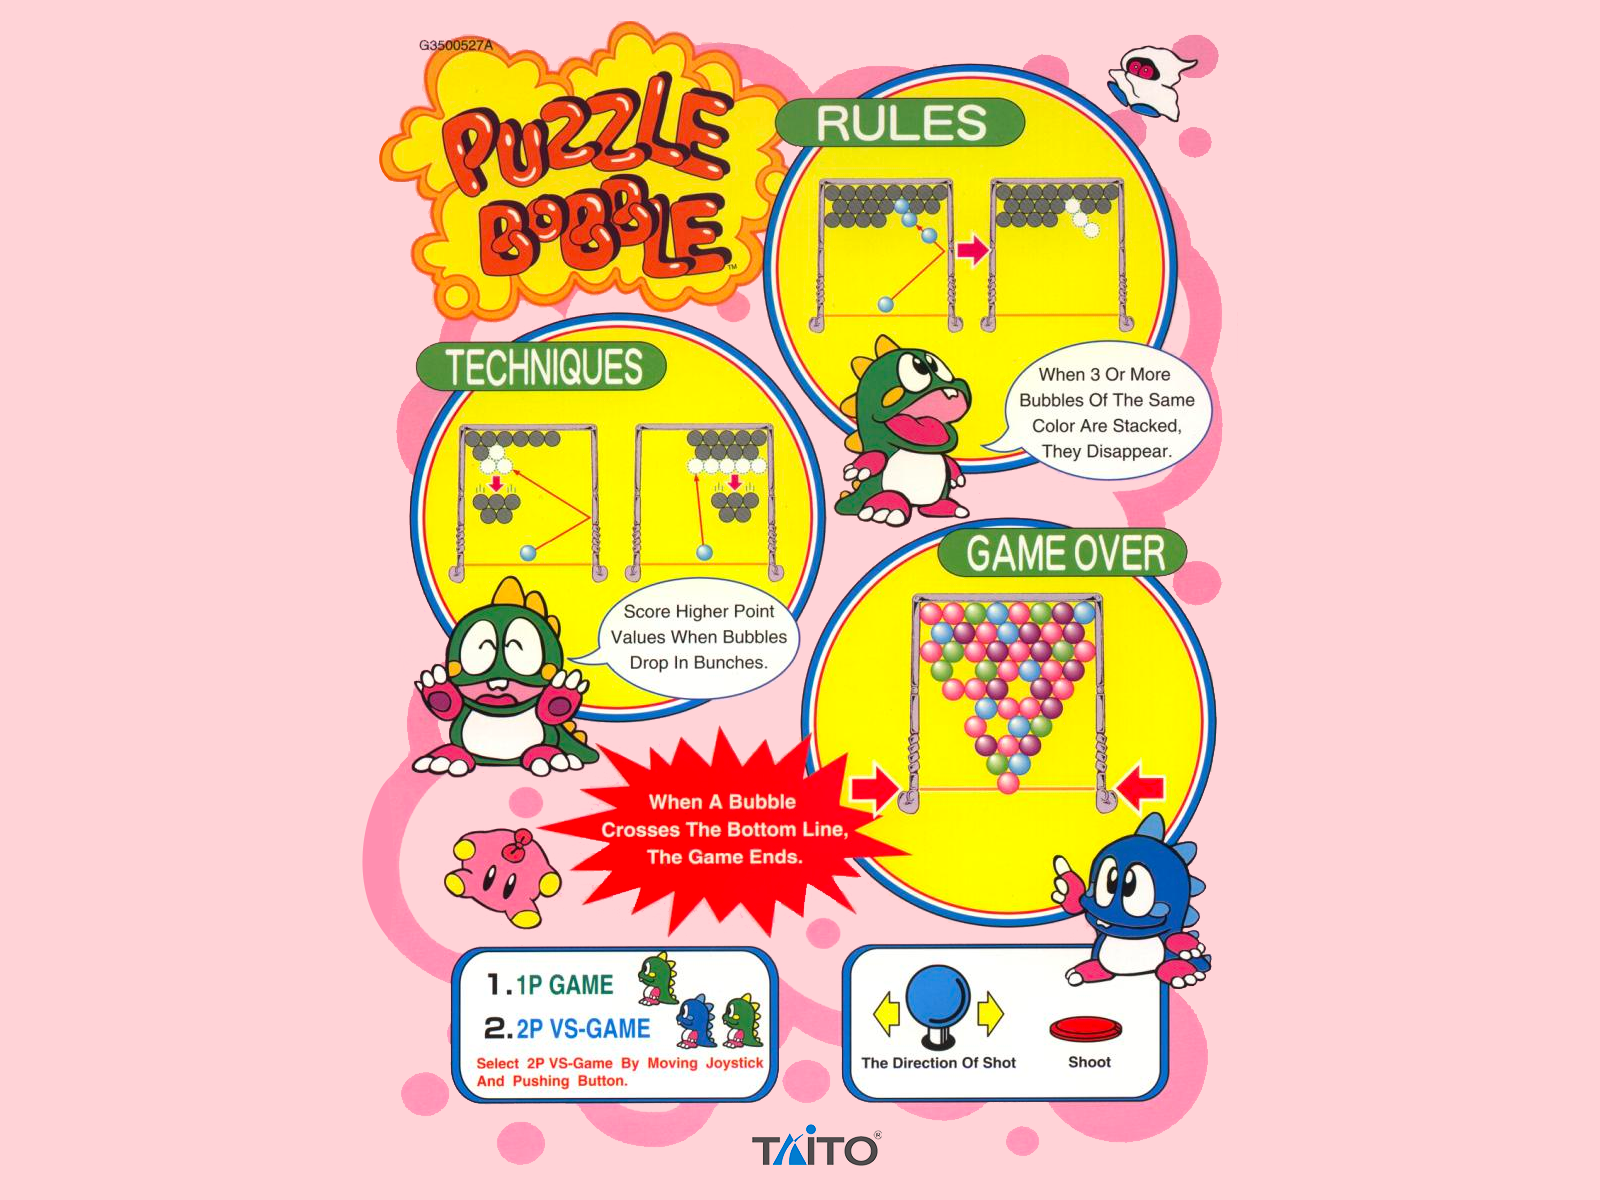 G3500527A
PUZZLE
BOBBLE
TM
RULES
When 3 Or More
Bubbles Of The Same
Color Are Stacked,
They Disappear.
TECHNIQUES
Score Higher Point
Values When Bubbles
Drop In Bunches.
GAME OVER
When A Bubble
Crosses The Bottom Line,
The Game Ends.
1. 1P GAME
2. 2P VS-GAME
Select 2P VS-Game By Moving Joystick
And Pushing Button.
The Direction Of Shot
Shoot
TAiTO®